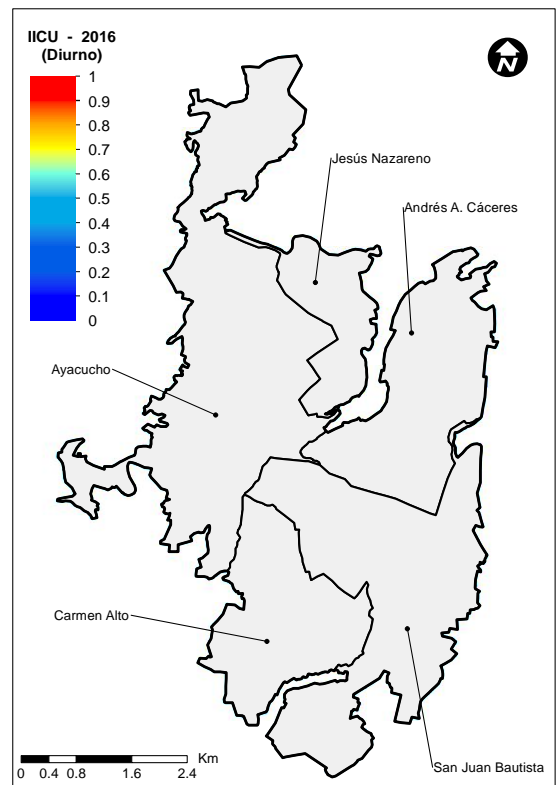 IICU - 2016
(Diurno)
1
0.9
0.8
0.7
0.6
0.5
0.4
0.3
0.2
0.1
0
N
Jesús Nazareno
Andrés A. Cáceres
Ayacucho
Carmen Alto
San Juan Bautista
Km
0 0.4 0.8 1.6 2.4